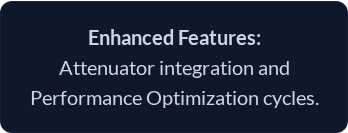 Enhanced Features:
Attenuator integration and
Performance Optimization cycles.